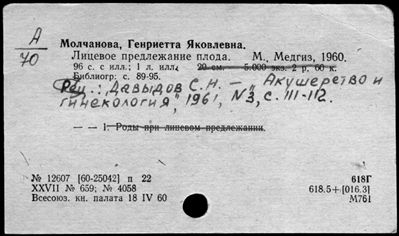 А
70
Молчанова, Генриетта Яковлевна.
Лицевое предлежание плода. М., Медгиз, 1960.
96 с. с илл.; 1 л. илл. 20 см. 5.000 экз. 2 р, 60 к.
Библиогр: с. 89-95.
Рец.: Давыдов С.Н. – "Акушерство и
гинекология", 1961, №3, с. 111-112.
— — 1. Роды при лицевом предлежании.
№ 12607 [60-25042] п 22
618Г
XXVII № 659; № 4058
618.5+[016.3]
Всесоюз. кн. палата 18 IV 60
М761